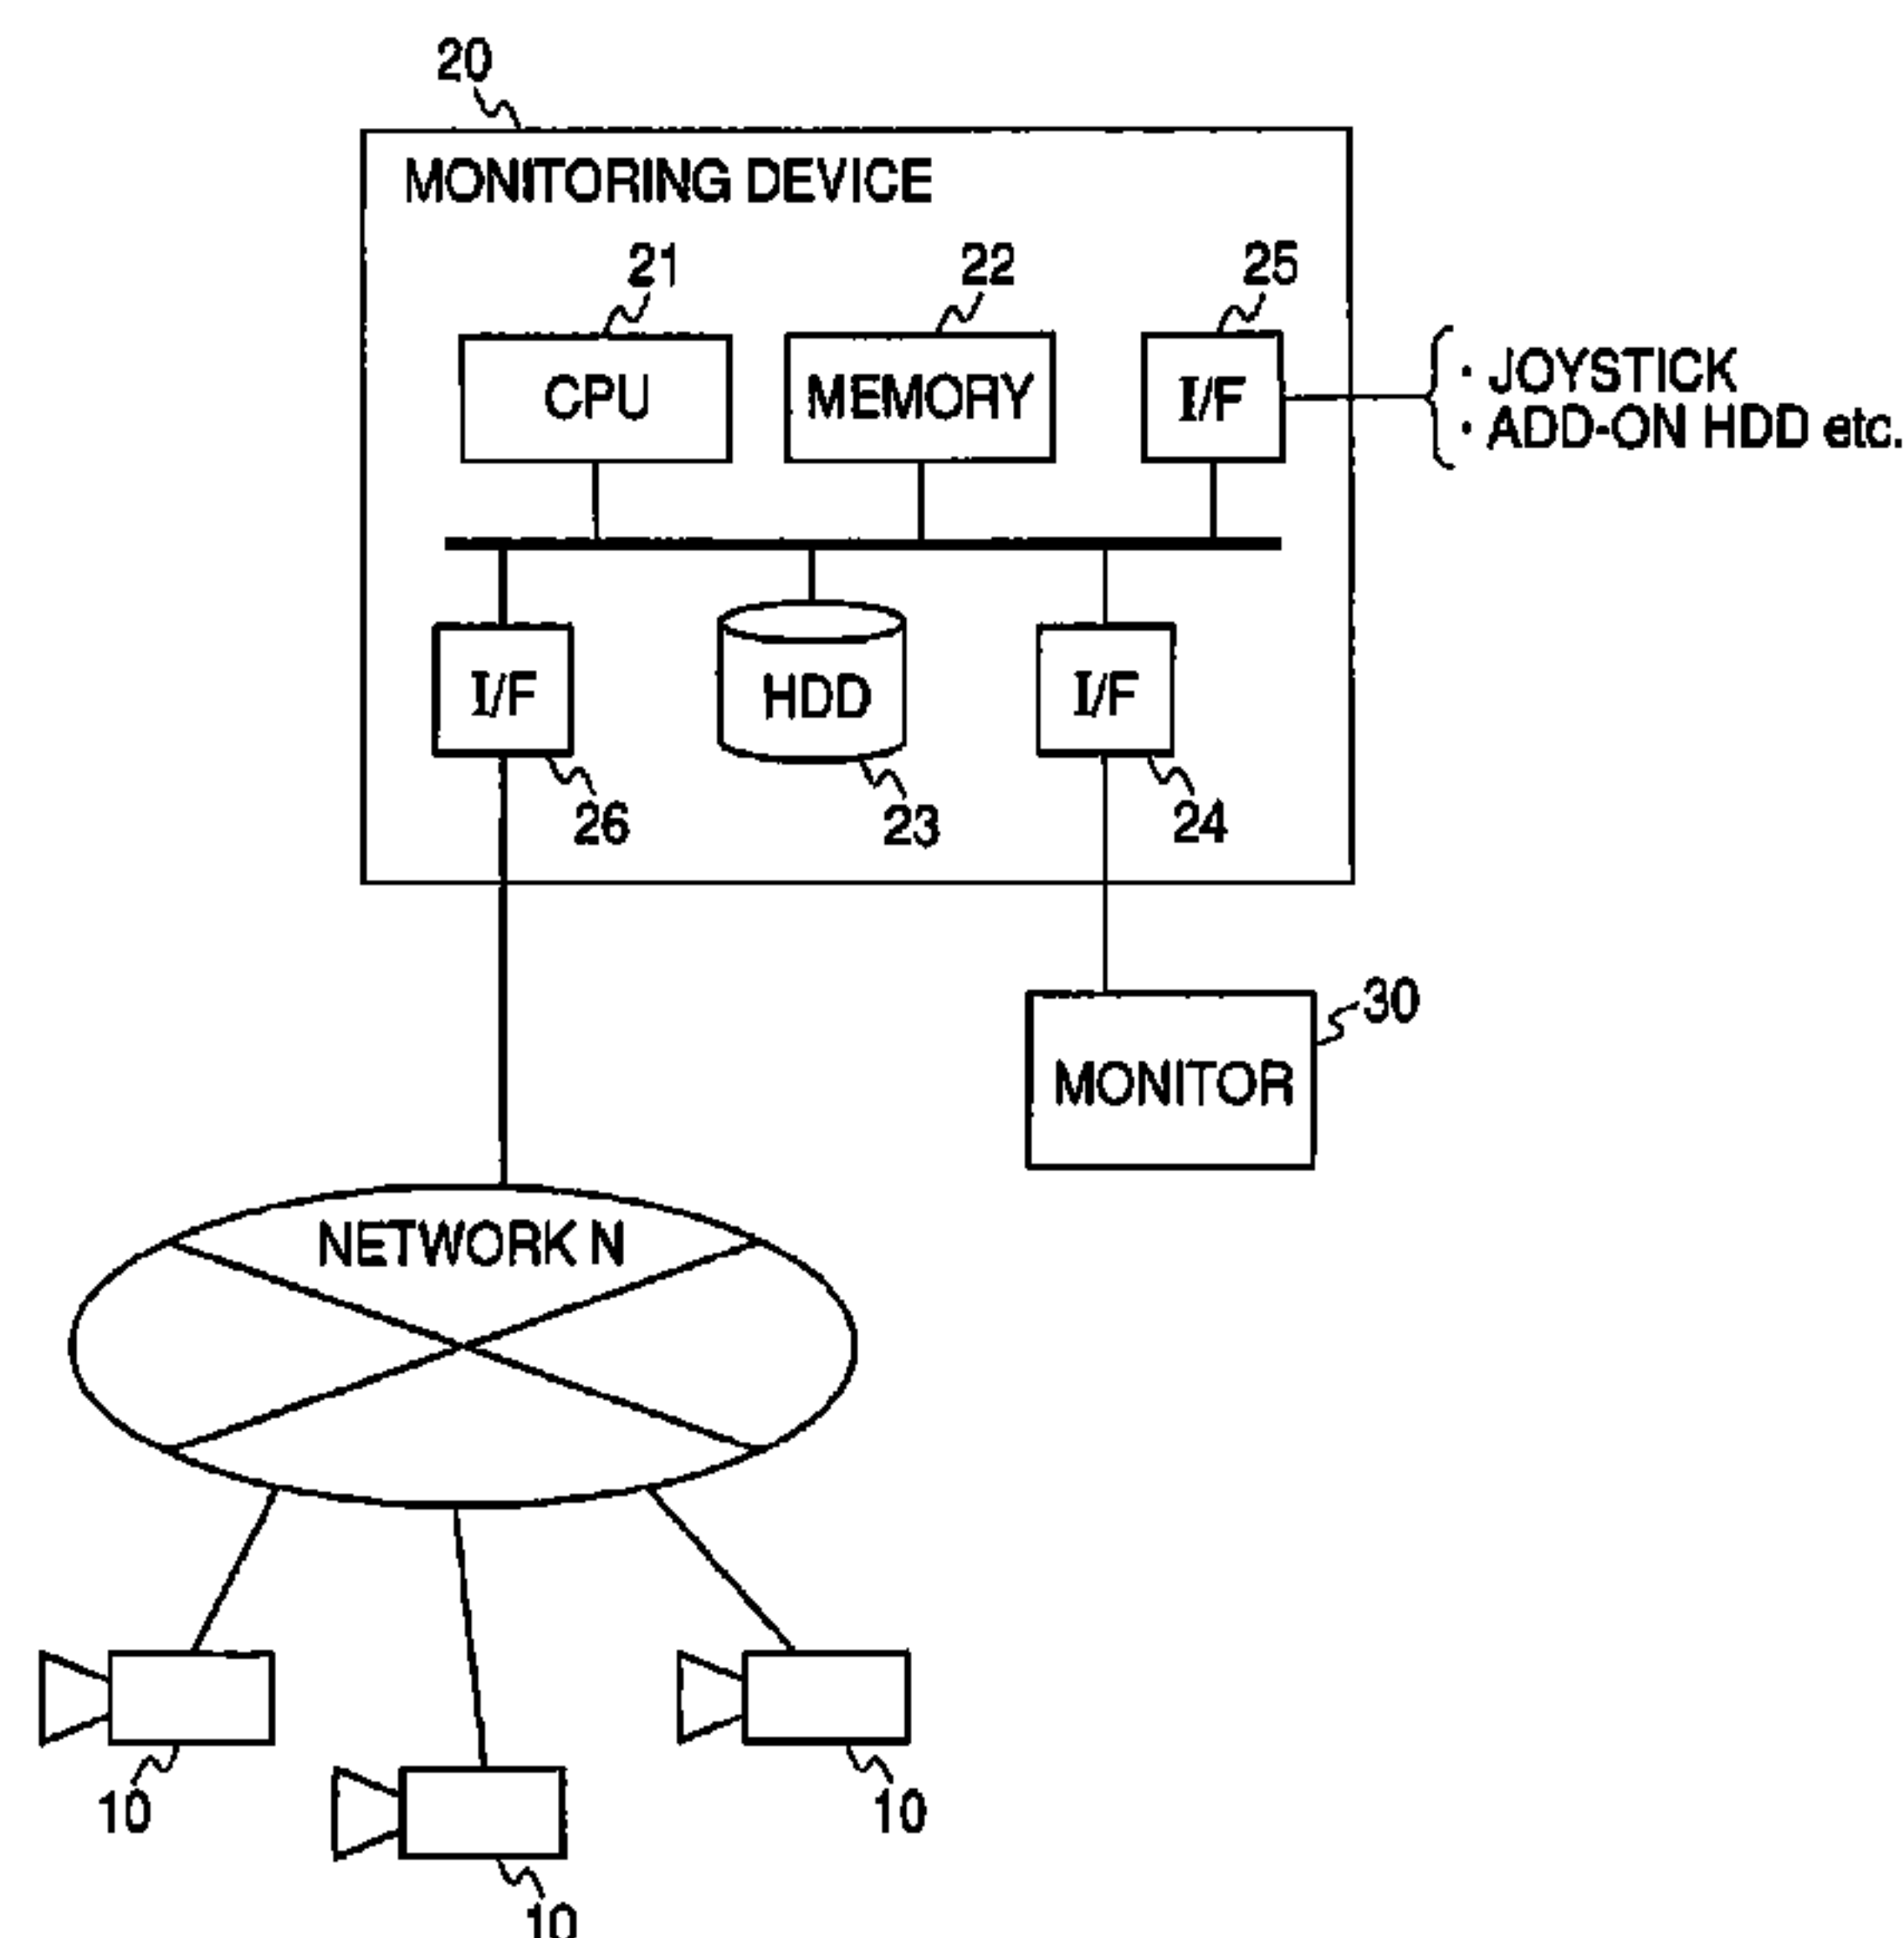 20
MONITORING DEVICE
21
22
25
CPU
MEMORY
I/F
· JOYSTICK
· ADD-ON HDD etc.
I/F
HDD
I/F
26
23
24
30
MONITOR
NETWORK N
10
10
10